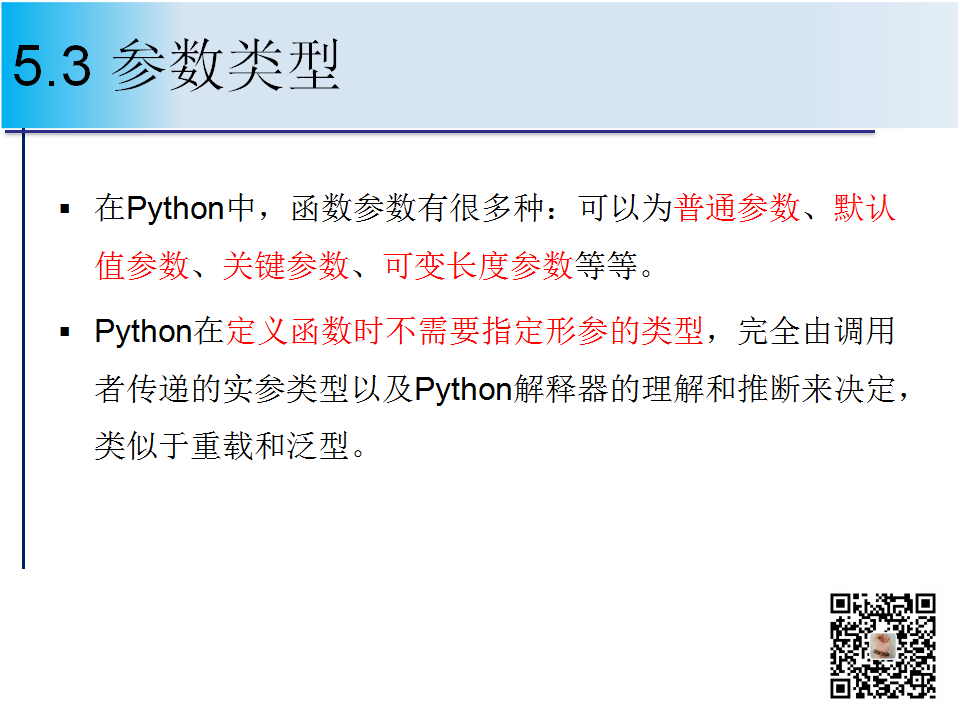 5.3 参数类型
▪ 在Python中，函数参数有很多种：可以为普通参数、默认
值参数、关键参数、可变长度参数等等。
▪ Python在定义函数时不需要指定形参的类型，完全由调用
者传递的实参类型以及Python解释器的理解和推断来决定，
类似于重载和泛型。